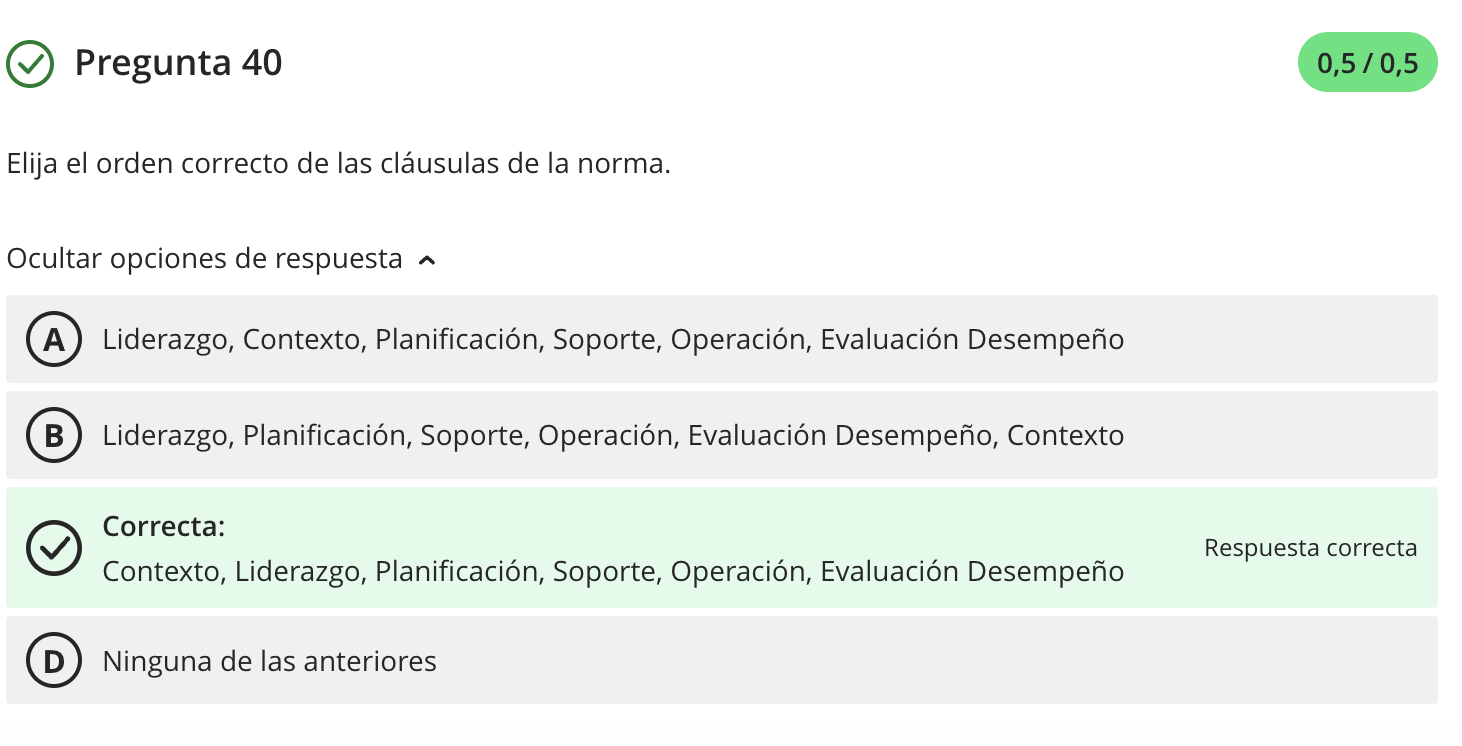 Pregunta 40
0,5 / 0,5
Elija el orden correcto de las cláusulas de la norma.
Ocultar opciones de respuesta
A Liderazgo, Contexto, Planificación, Soporte, Operación, Evaluación Desempeño
B Liderazgo, Planificación, Soporte, Operación, Evaluación Desempeño, Contexto
Correcta:
Contexto, Liderazgo, Planificación, Soporte, Operación, Evaluación Desempeño
Respuesta correcta
D Ninguna de las anteriores